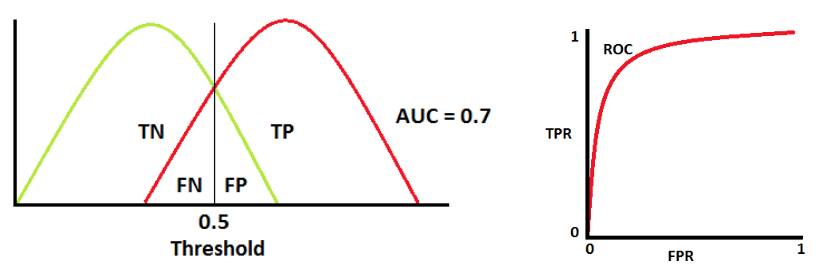 TN
TP
FN
FP
AUC = 0.7
0.5
Threshold
1
ROC
TPR
0
0
1
FPR